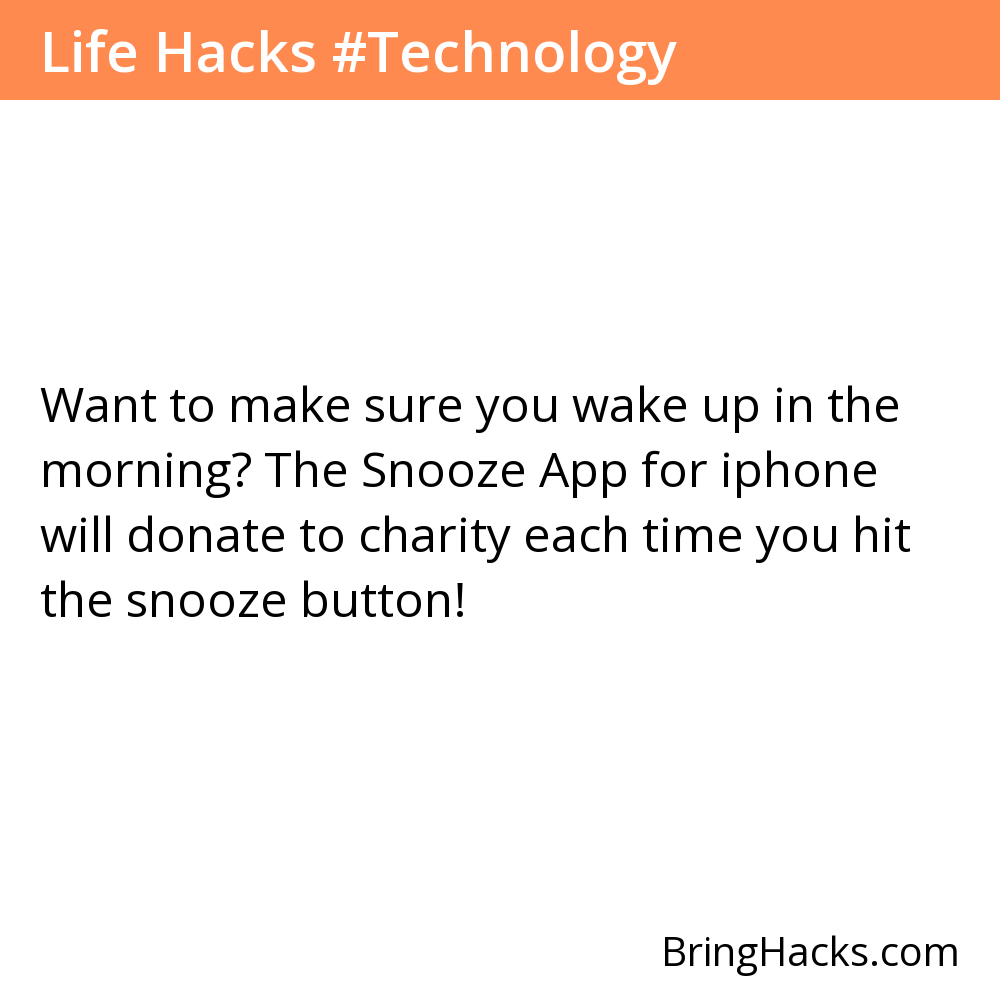 Life Hacks #Technology
Want to make sure you wake up in the
morning? The Snooze App for iphone
will donate to charity each time you hit
the snooze button!
BringHacks.com